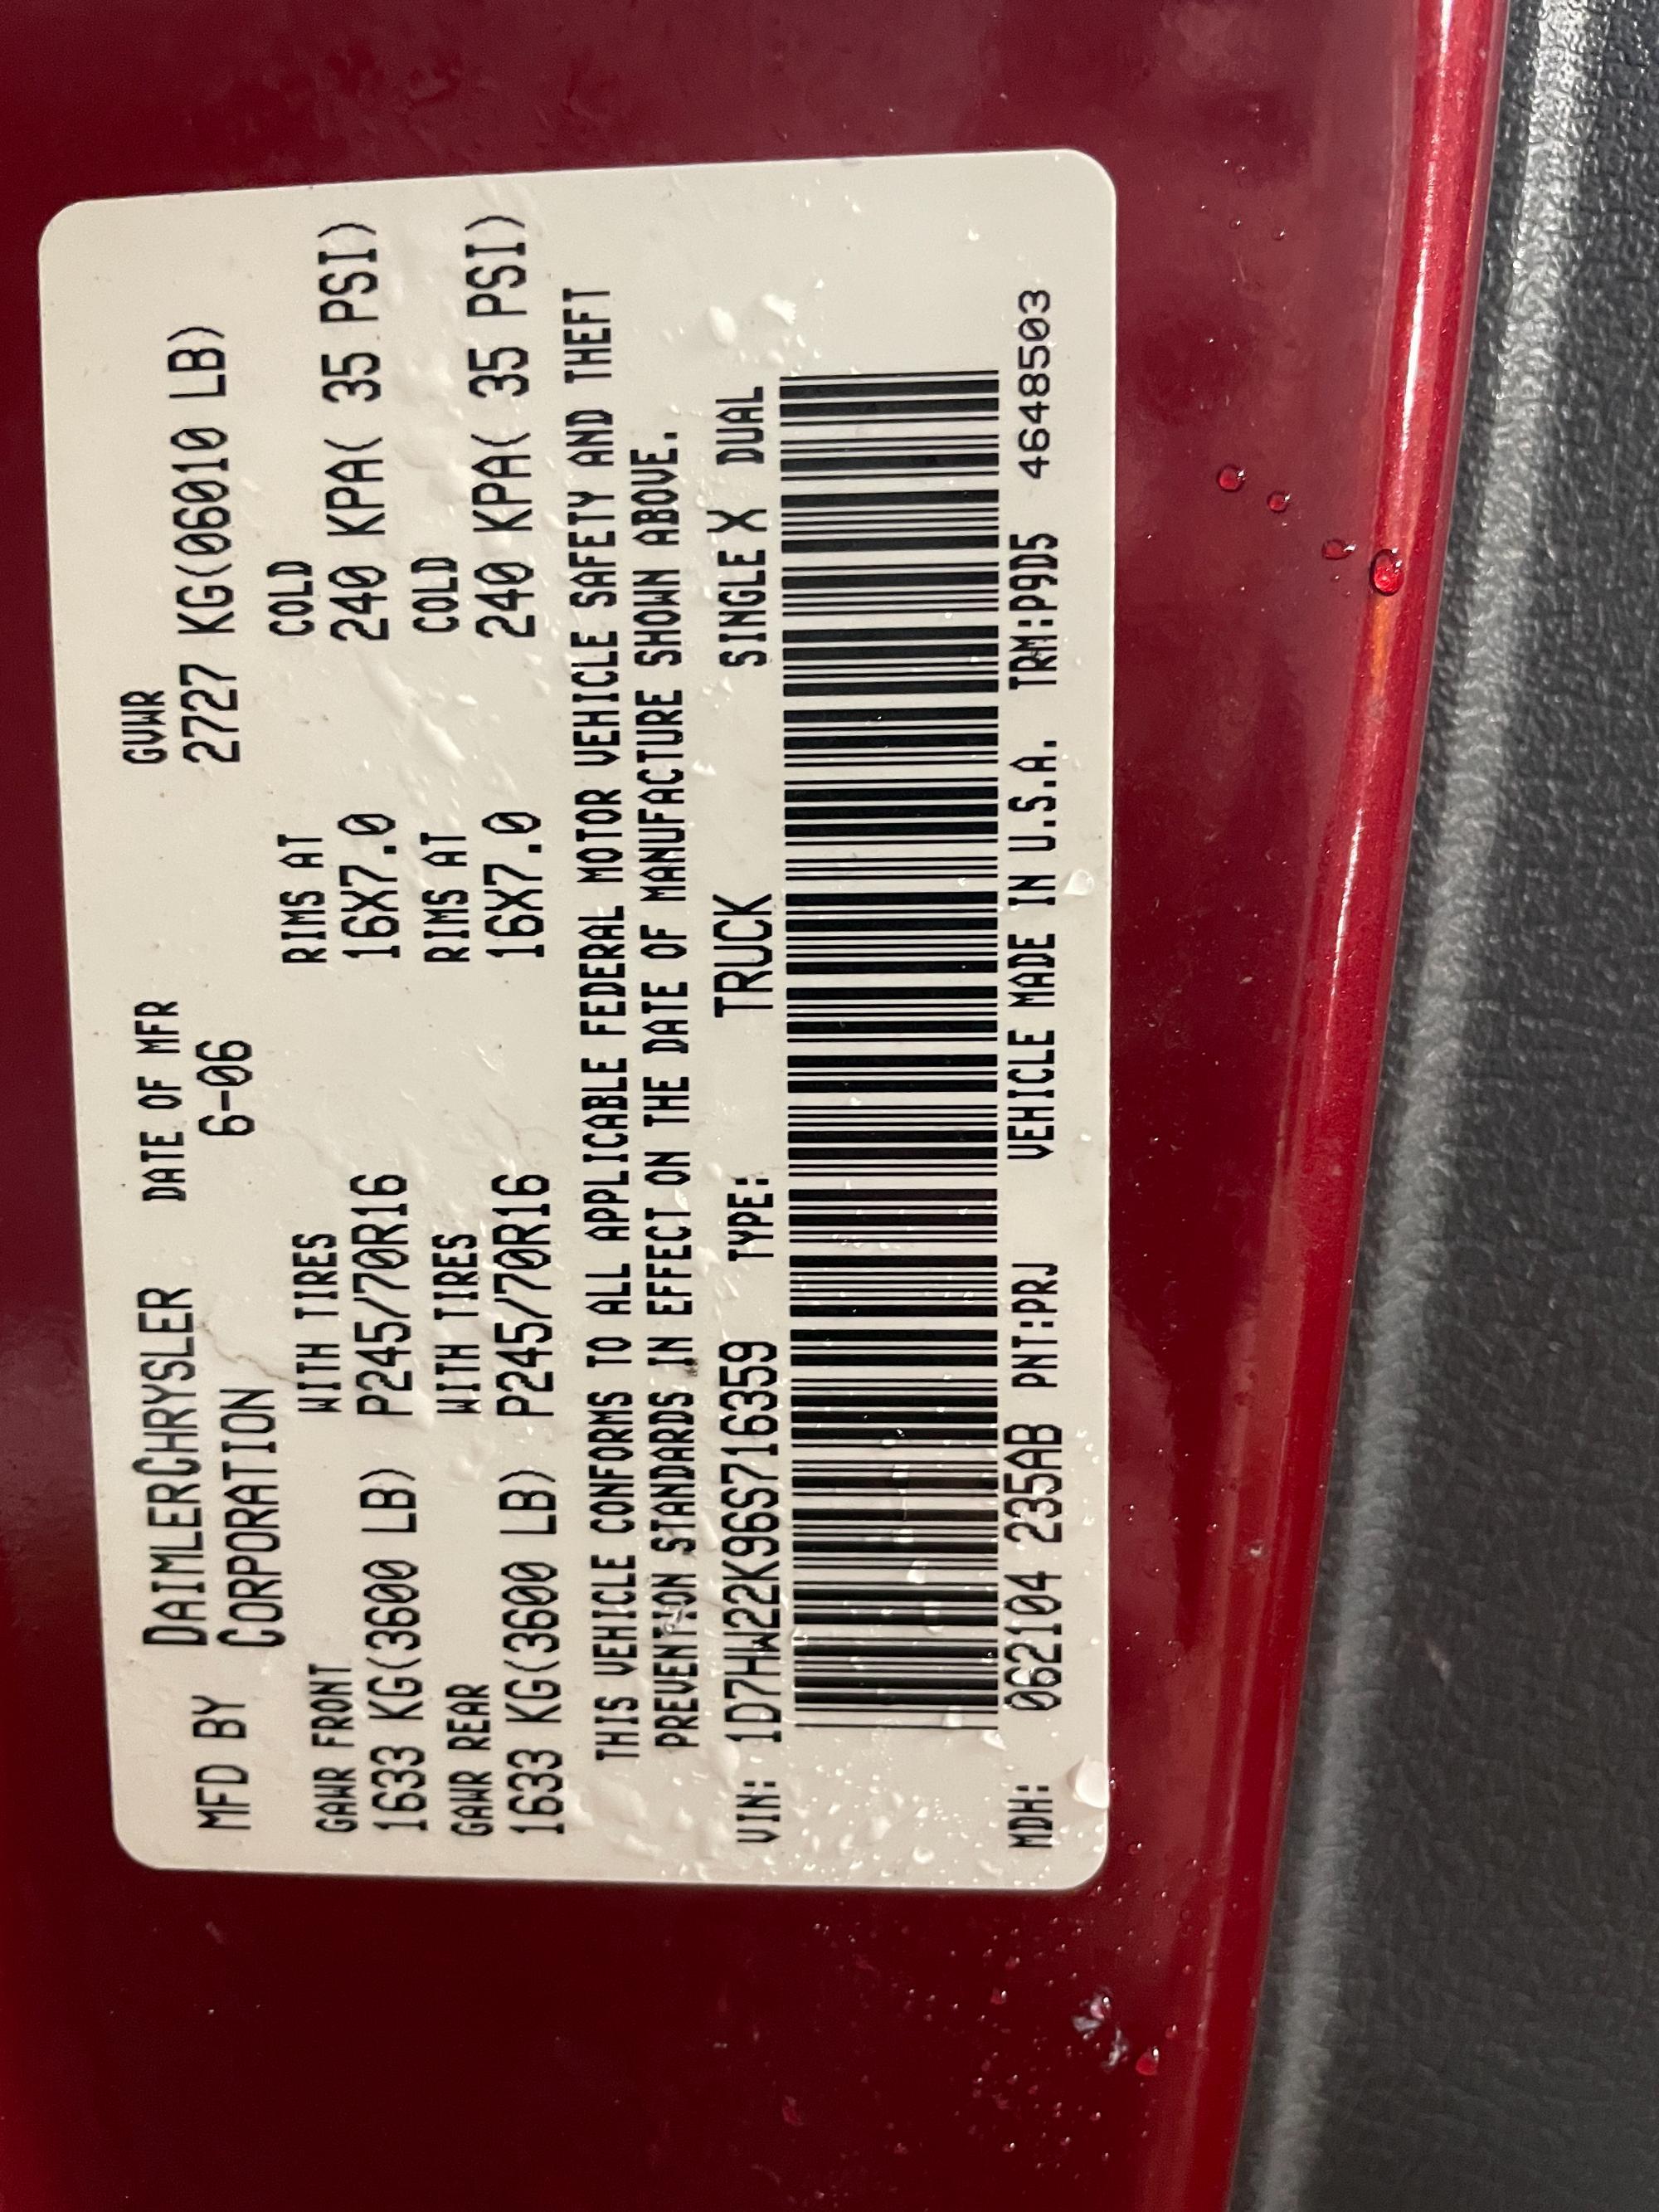 MFD BY DAIMLERCHRYSLER CORPORATION DATE OF MFR 6-06 GVWR 2727 KG(06010 LB)
GAWR FRONT WITH TIRES RIMS AT COLD
1633 KG(3600 LB) P245/70R16 16X7.0 240 KPA( 35 PSI)
GAWR REAR WITH TIRES RIMS AT COLD
1633 KG(3600 LB) P245/70R16 16X7.0 240 KPA( 35 PSI)
THIS VEHICLE CONFORMS TO ALL APPLICABLE FEDERAL MOTOR VEHICLE SAFETY AND THEFT
PREVENTION STANDARDS IN EFFECT ON THE DATE OF MANUFACTURE SHOWN ABOVE.
VIN: 1D7HW22K96S716359 TYPE: TRUCK SINGLE X DUAL
MDH: 062104 235AB PNT:PRJ VEHICLE MADE IN U.S.A. TRM:P9D5 4648503